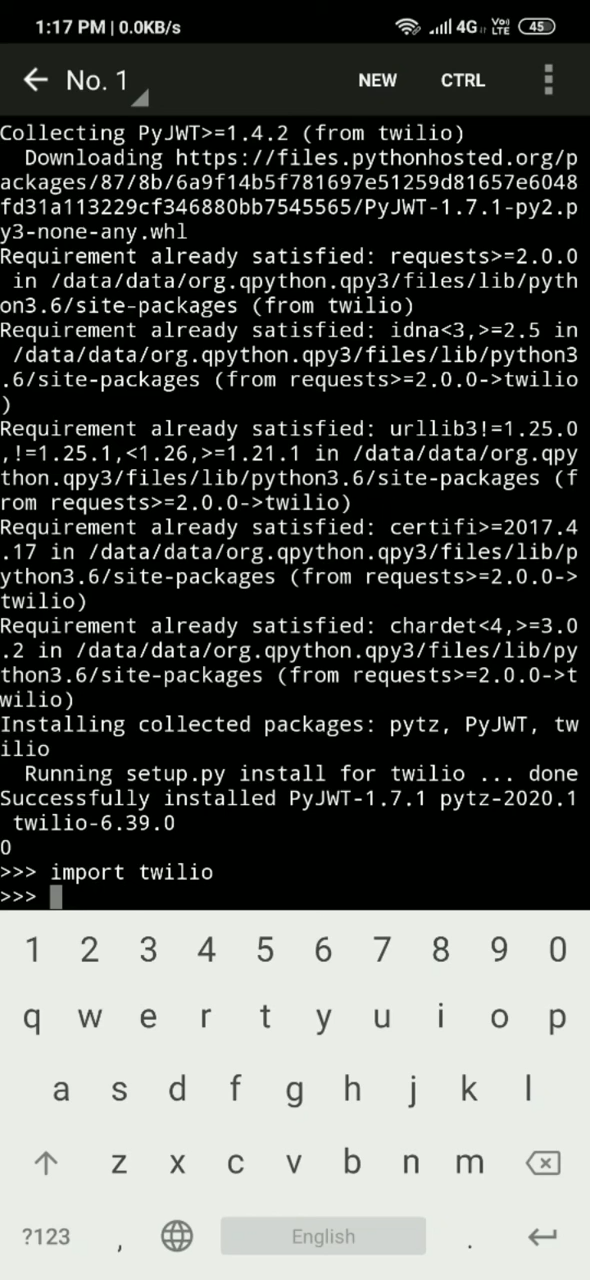 1:17 PM | 0.0KB/s 4G Vo) LTE 45
No. 1 NEW CTRL
Collecting PyJWT>=1.4.2 (from twilio)
  Downloading https://files.pythonhosted.org/p
ackages/87/8b/6a9f14b5f781697e51259d81657e6048
fd31a113229cf346880bb7545565/PyJWT-1.7.1-py2.p
y3-none-any.whl
Requirement already satisfied: requests>=2.0.0
 in /data/data/org.qpython.qpy3/files/lib/pyth
on3.6/site-packages (from twilio)
Requirement already satisfied: idna<3,>=2.5 in
 /data/data/org.qpython.qpy3/files/lib/python3
.6/site-packages (from requests>=2.0.0->twilio
)
Requirement already satisfied: urllib3!=1.25.0
,!=1.25.1,<1.26,>=1.21.1 in /data/data/org.qpy
thon.qpy3/files/lib/python3.6/site-packages (f
rom requests>=2.0.0->twilio)
Requirement already satisfied: certifi>=2017.4
.17 in /data/data/org.qpython.qpy3/files/lib/p
ython3.6/site-packages (from requests>=2.0.0->
twilio)
Requirement already satisfied: chardet<4,>=3.0
.2 in /data/data/org.qpython.qpy3/files/lib/py
thon3.6/site-packages (from requests>=2.0.0->t
wilio)
Installing collected packages: pytz, PyJWT, tw
ilio
  Running setup.py install for twilio ... done
Successfully installed PyJWT-1.7.1 pytz-2020.1
 twilio-6.39.0
0
>>> import twilio
>>>
1 2 3 4 5 6 7 8 9 0
q w e r t y u i o p
a s d f g h j k l
z x c v b n m
?123 , English .